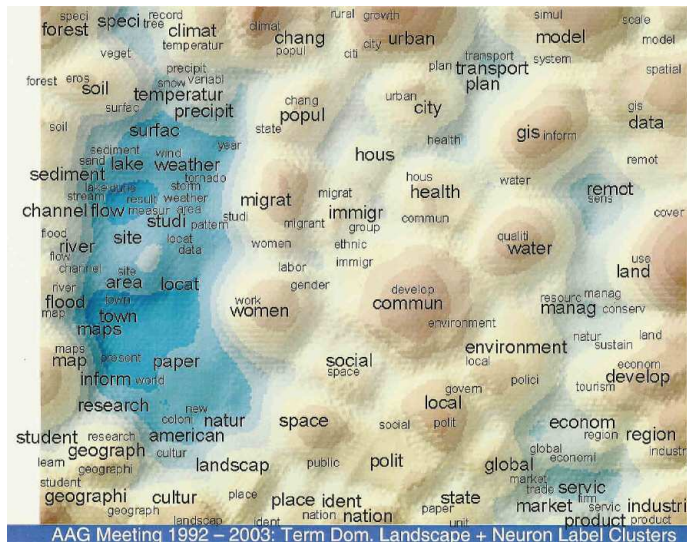 speci
forest
speci
tree
record
climat
temperatur
veget
climat
chang
popul
rural
growth
citi
city
urban
simul
model
scale
model
forest
eros
soil
precipit
snow
variabl
temperatur
precipit
surfac
plan
transport
transport
plan
system
spatial
soil
surfac
year
state
chang
popul
urban
city
gis
inform
gis
data
health
hous
sediment
sand
lake
wind
weather
sediment
tornado
storm
stream
lake
result
weather
channel
flow
measur
area
studi
pattern
studi
migrat
migrat
immigr
migrant
group
hous
health
commun
water
remot
remot
sens
cover
flood
river
site
locat
data
flow
channel
site
women
ethnic
labor
immigr
qualiti
water
use
land
river
area
locat
flood
town
map
town
maps
work
women
gender
develop
commun
environment
resourc
manag
manag
conserv
maps
map
present
paper
inform
world
research
social
space
environment
local
polici
govern
local
polit
social
natur
land
sustain
econom
develop
tourism
new
coloni
natur
student
research
american
geograph
cultur
learn
geographi
landscap
space
public
polit
econom
region
region
global
global
economi
industri
student
geographi
cultur
place
landscap
place
ident
nation
nation
ident
state
paper
unit
market
trade
servic
firm
market
servic
industri
product
product
AAG Meeting 1992 – 2003: Term Dom. Landscape + Neuron Label Clusters